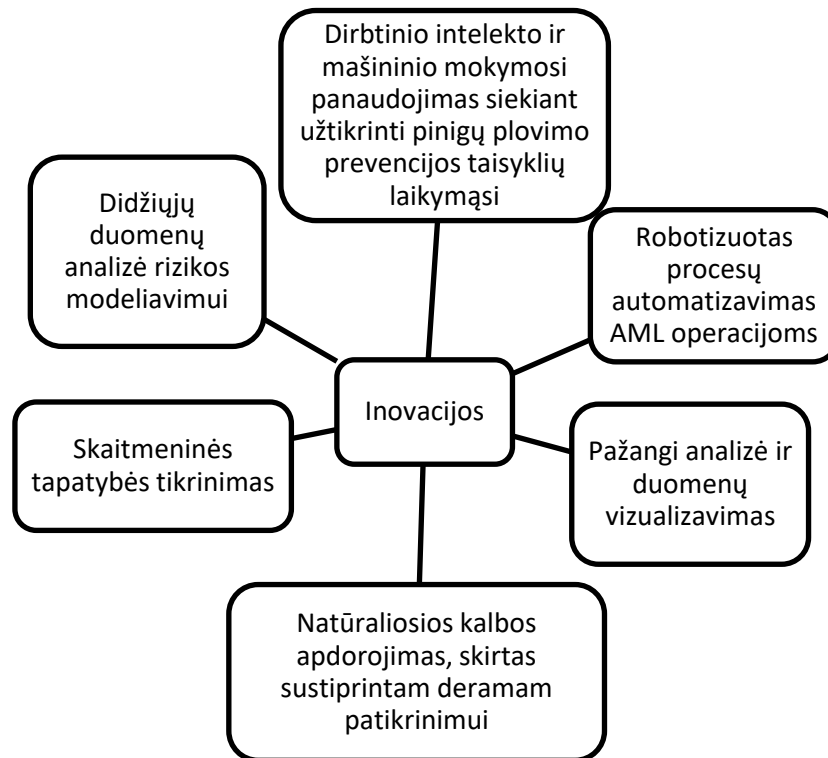 Dirbtinio intelekto ir
mašininio mokymosi
panaudojimas siekiant
užtikrinti pinigų plovimo
prevencijos taisyklių
laikymąsi
Didžiųjų
duomenų
analizė rizikos
modeliavimui
Robotizuotas
procesų
automatizavimas
AML operacijoms
Inovacijos
Skaitmeninės
tapatybės tikrinimas
Pažangi analizė ir
duomenų
vizualizavimas
Natūraliosios kalbos
apdorojimas, skirtas
sustiprintam deramam
patikrinimui